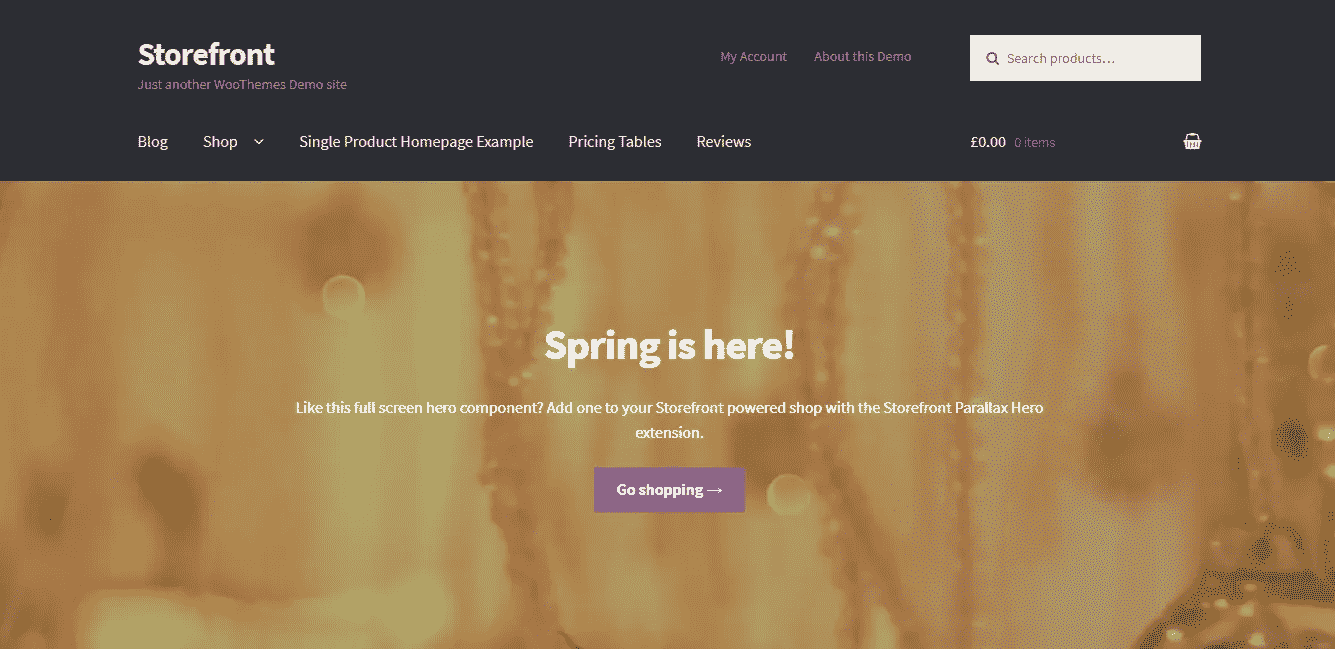 Storefront
Just another WooThemes Demo site
My Account
About this Demo
Search products…
Blog
Shop
Single Product Homepage Example
Pricing Tables
Reviews
£0.00 0 items
Spring is here!
Like this full screen hero component? Add one to your Storefront powered shop with the Storefront Parallax Hero
extension.
Go shopping →